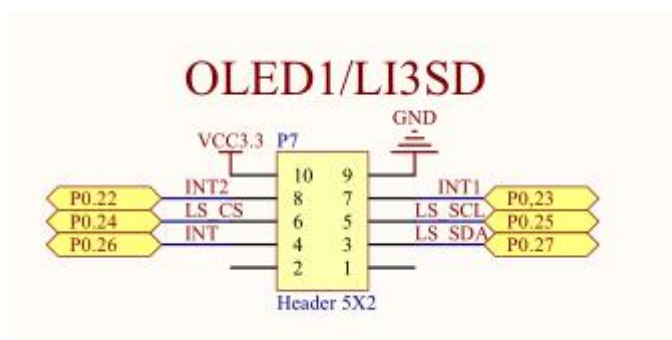 OLED1/LI3SD
GND
VCC3.3 P7
10 9
P0.22 INT2 8 7 INT1 P0,23
P0.24 LS_CS 6 5 LS_SCL P0.25
P0.26 INT 4 3 LS_SDA P0.27
2 1
Header 5X2